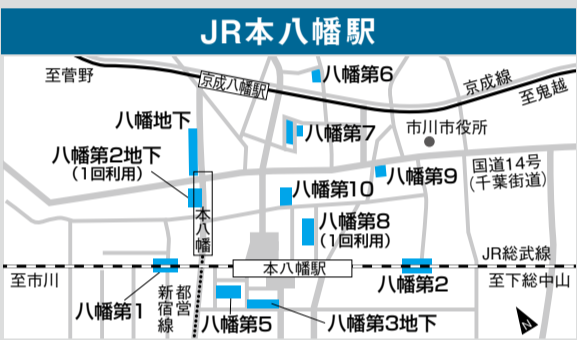 JR本八幡駅
至菅野
京成八幡駅
八幡第6
京成線
至鬼越
八幡地下
八幡第7
市川市役所
八幡第2地下
(1回利用)
国道14号
(千葉街道)
八幡第9
八幡第10
本八幡
八幡第8
(1回利用)
JR総武線
至市川
本八幡駅
八幡第2
至下総中山
八幡第1
都営
新宿線
八幡第5
八幡第3地下
N